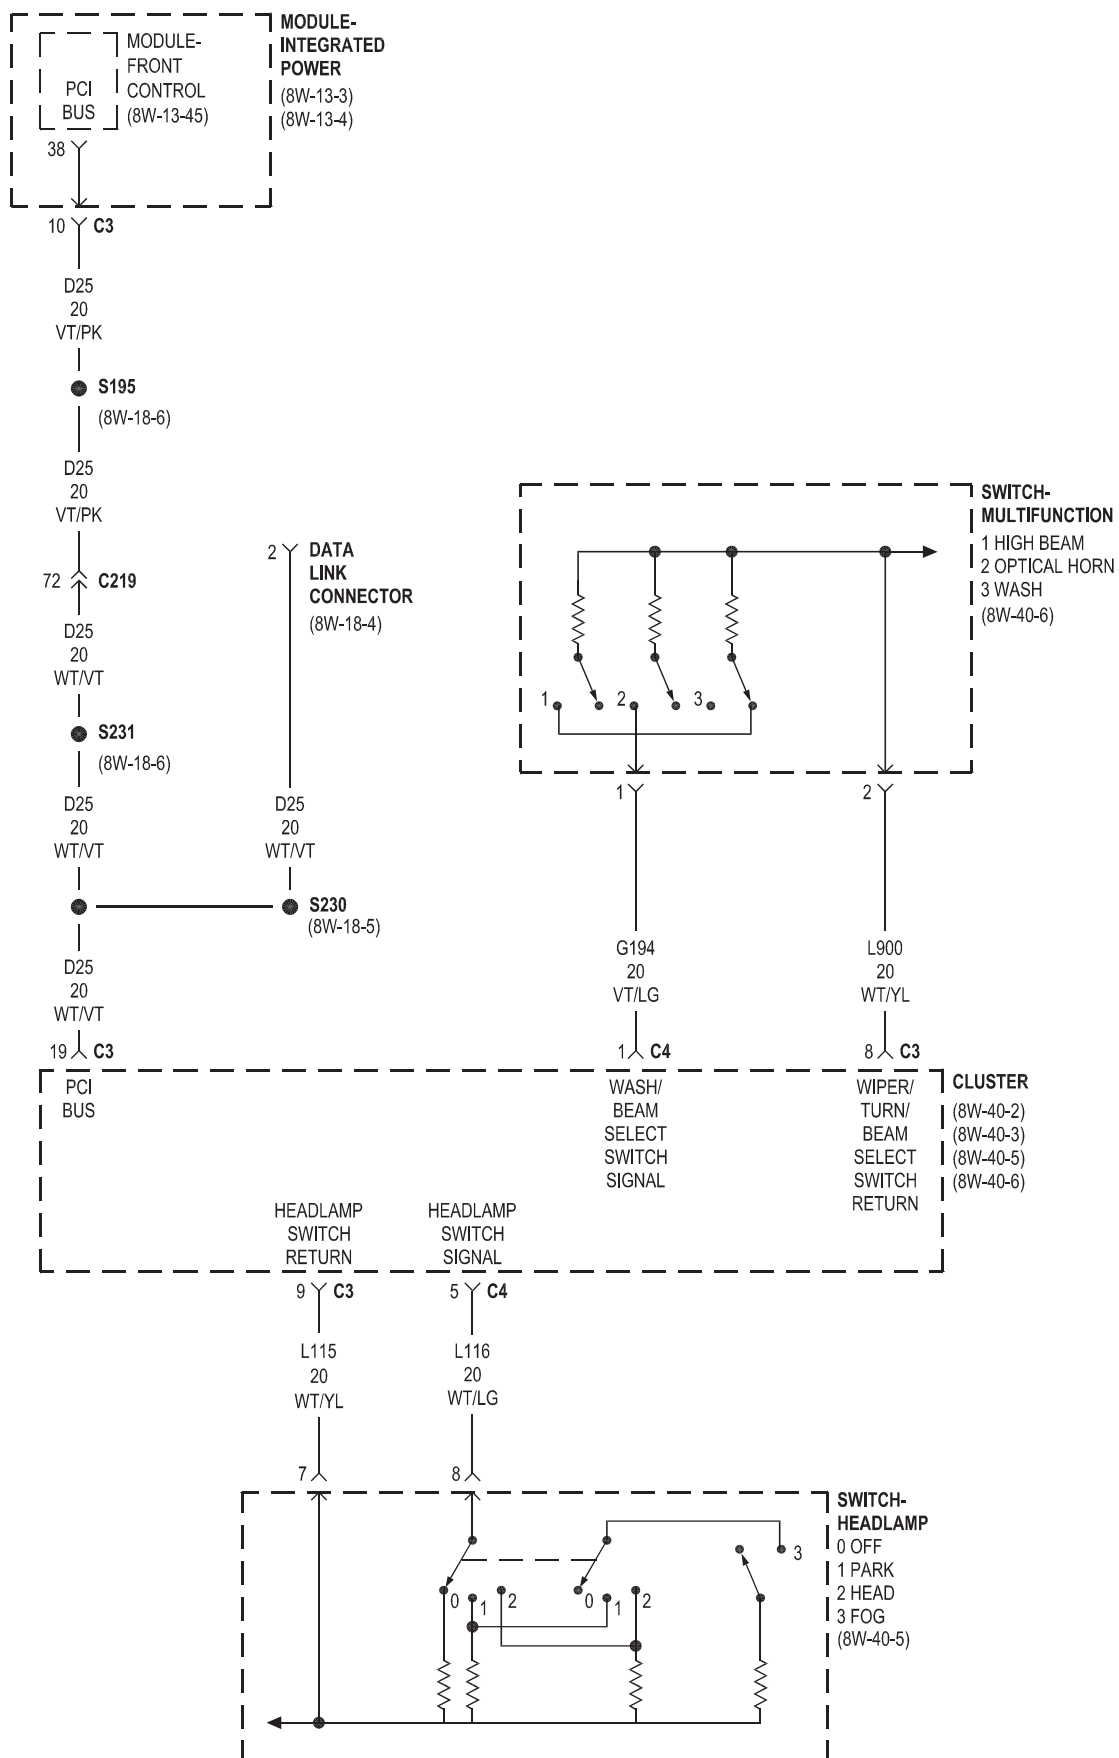 MODULE-
FRONT
CONTROL
(8W-13-45)
PCI
BUS
38
MODULE-
INTEGRATED
POWER
(8W-13-3)
(8W-13-4)
10 C3
D25
20
VT/PK
S195
(8W-18-6)
D25
20
VT/PK
72 C219
D25
20
WT/VT
S231
(8W-18-6)
D25
20
WT/VT
2 DATA
LINK
CONNECTOR
(8W-18-4)
D25
20
WT/VT
S230
(8W-18-5)
D25
20
WT/VT
19 C3
SWITCH-
MULTIFUNCTION
1 HIGH BEAM
2 OPTICAL HORN
3 WASH
(8W-40-6)
1 2 3
1
2
G194
20
VT/LG
L900
20
WT/YL
1 C4
8 C3
PCI
BUS
WASH/
BEAM
SELECT
SWITCH
SIGNAL
WIPER/
TURN/
BEAM
SELECT
SWITCH
RETURN
CLUSTER
(8W-40-2)
(8W-40-3)
(8W-40-5)
(8W-40-6)
HEADLAMP
SWITCH
RETURN
HEADLAMP
SWITCH
SIGNAL
9 C3
5 C4
L115
20
WT/YL
L116
20
WT/LG
7
8
SWITCH-
HEADLAMP
0 OFF
1 PARK
2 HEAD
3 FOG
(8W-40-5)
3
0 1 2
0 1 2